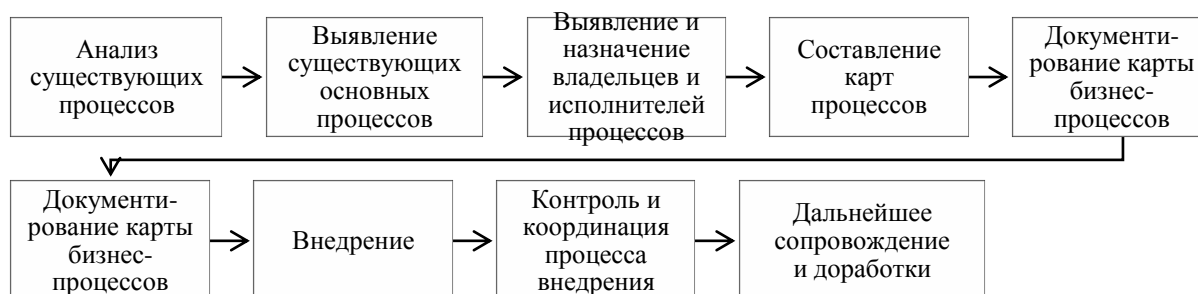 Анализ
существующих
процессов
Выявление
существующих
основных
процессов
Выявление и
назначение
владельцев и
исполнителей
процессов
Составление
карт
процессов
Документи-
рование карты
бизнес-
процессов
Документи-
рование карты
бизнес-
процессов
Внедрение
Контроль и
координация
процесса
внедрения
Дальнейшее
сопровождение
и доработки